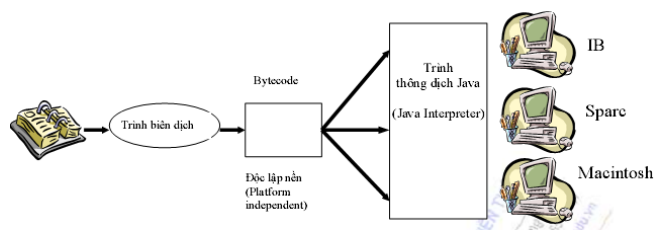 Bytecode
Trình biên dịch
Độc lập nền
(Platform
independent)
Trình
thông dịch Java
(Java Interpreter)
IB
Sparc
Macintosh